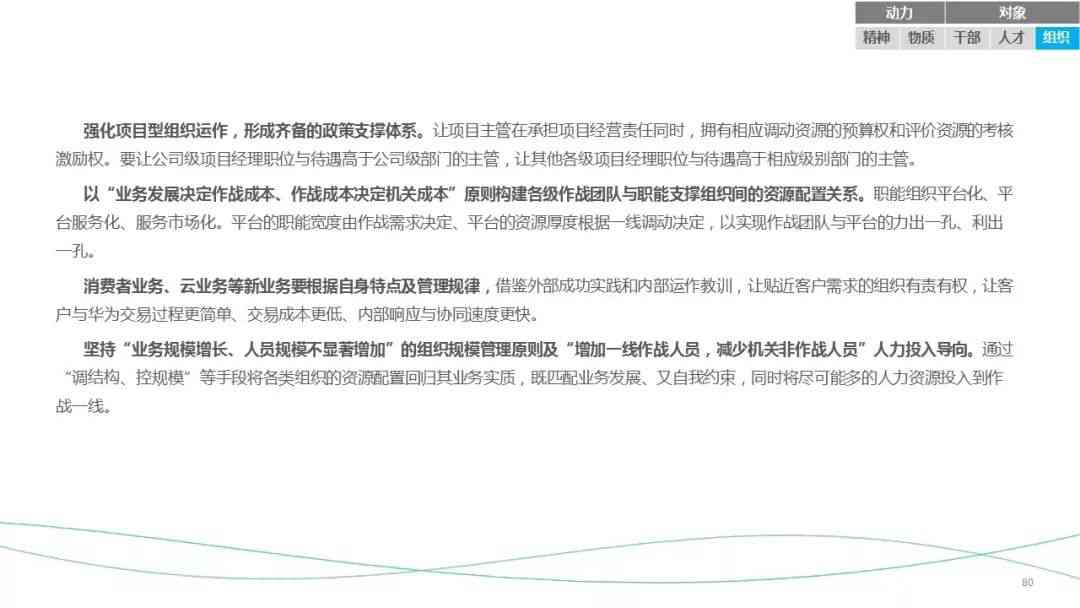 动力 对象
精神 物质 干部 人才 组织
强化项目型组织运作，形成齐备的政策支撑体系。让项目主管在承担项目经营责任同时，拥有相应调动资源的预算权和评价资源的考核
激励权。要让公司级项目经理职位与待遇高于公司级部门的主管，让其他各级项目经理职位与待遇高于相应级别部门的主管。
以“业务发展决定作战成本、作战成本决定机关成本”原则构建各级作战团队与职能支撑组织间的资源配置关系。职能组织平台化、平
台服务化、服务市场化。平台的职能宽度由作战需求决定、平台的资源厚度根据一线调动决定，以实现作战团队与平台的力出一孔、利出
一孔。
消费者业务、云业务等新业务要根据自身特点及管理规律，借鉴外部成功实践和内部运作教训，让贴近客户需求的组织有责有权，让客
户与华为交易过程更简单、交易成本更低、内部响应与协同速度更快。
坚持“业务规模增长、人员规模不显著增加”的组织规模管理原则及“增加一线作战人员，减少机关非作战人员”人力投入导向。通过
“调结构、控规模”等手段将各类组织的资源配置回归其业务实质，既匹配业务发展、又自我约束，同时将尽可能多的人力资源投入到作
战一线。
80